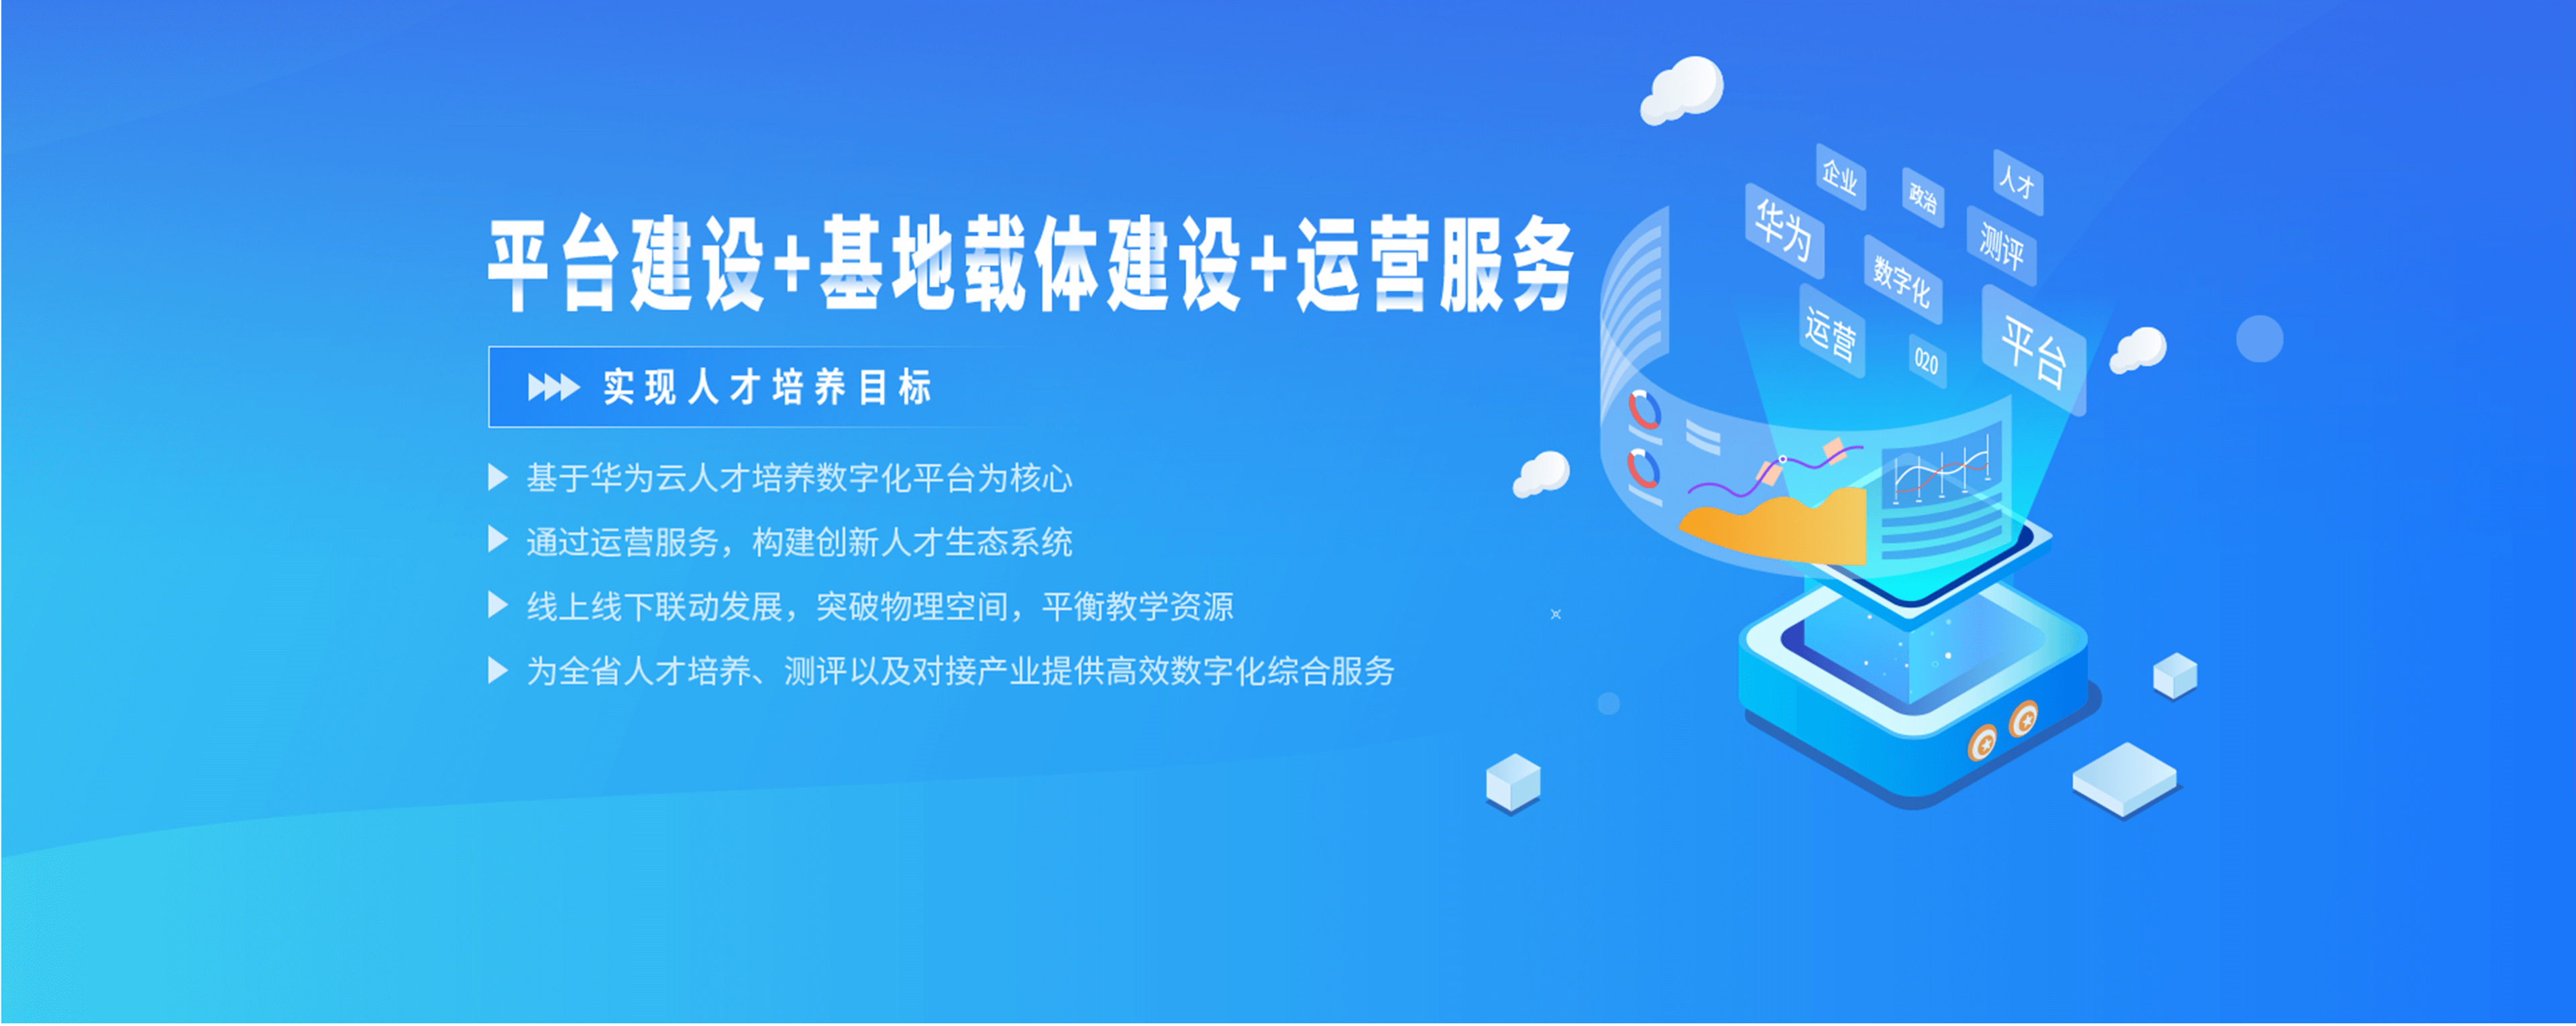 平台建设+基地载体建设+运营服务
实现人才培养目标
基于华为云人才培养数字化平台为核心
通过运营服务，构建创新人才生态系统
线上线下联动发展，突破物理空间，平衡教学资源
为全省人才培养、测评以及对接产业提供高效数字化综合服务
企业
政治
人才
华为
测评
数字化
运营
020
平台